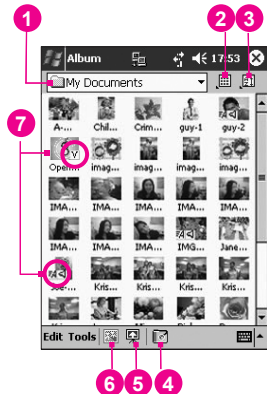 2 3
1
Album 17:53
My Documents
7
A-... Chil... Crim... guy-1 guy-2
Open... imag... imag... imag... imag...
IMA... IMA... IMA... IMA... IMA...
IMA... IMA... IMA... IMG... Jane...
Joe-... Kris... Kris... Kris... Kris...
Edit Tools
6 5 4